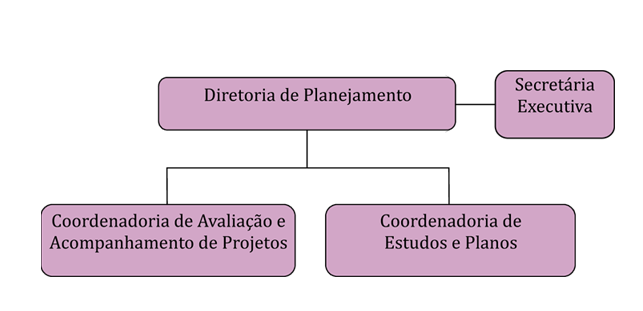 Diretoria de Planejamento
Secretária
Executiva
Coordenadoria de Avaliação e
Acompanhamento de Projetos
Coordenadoria de
Estudos e Planos